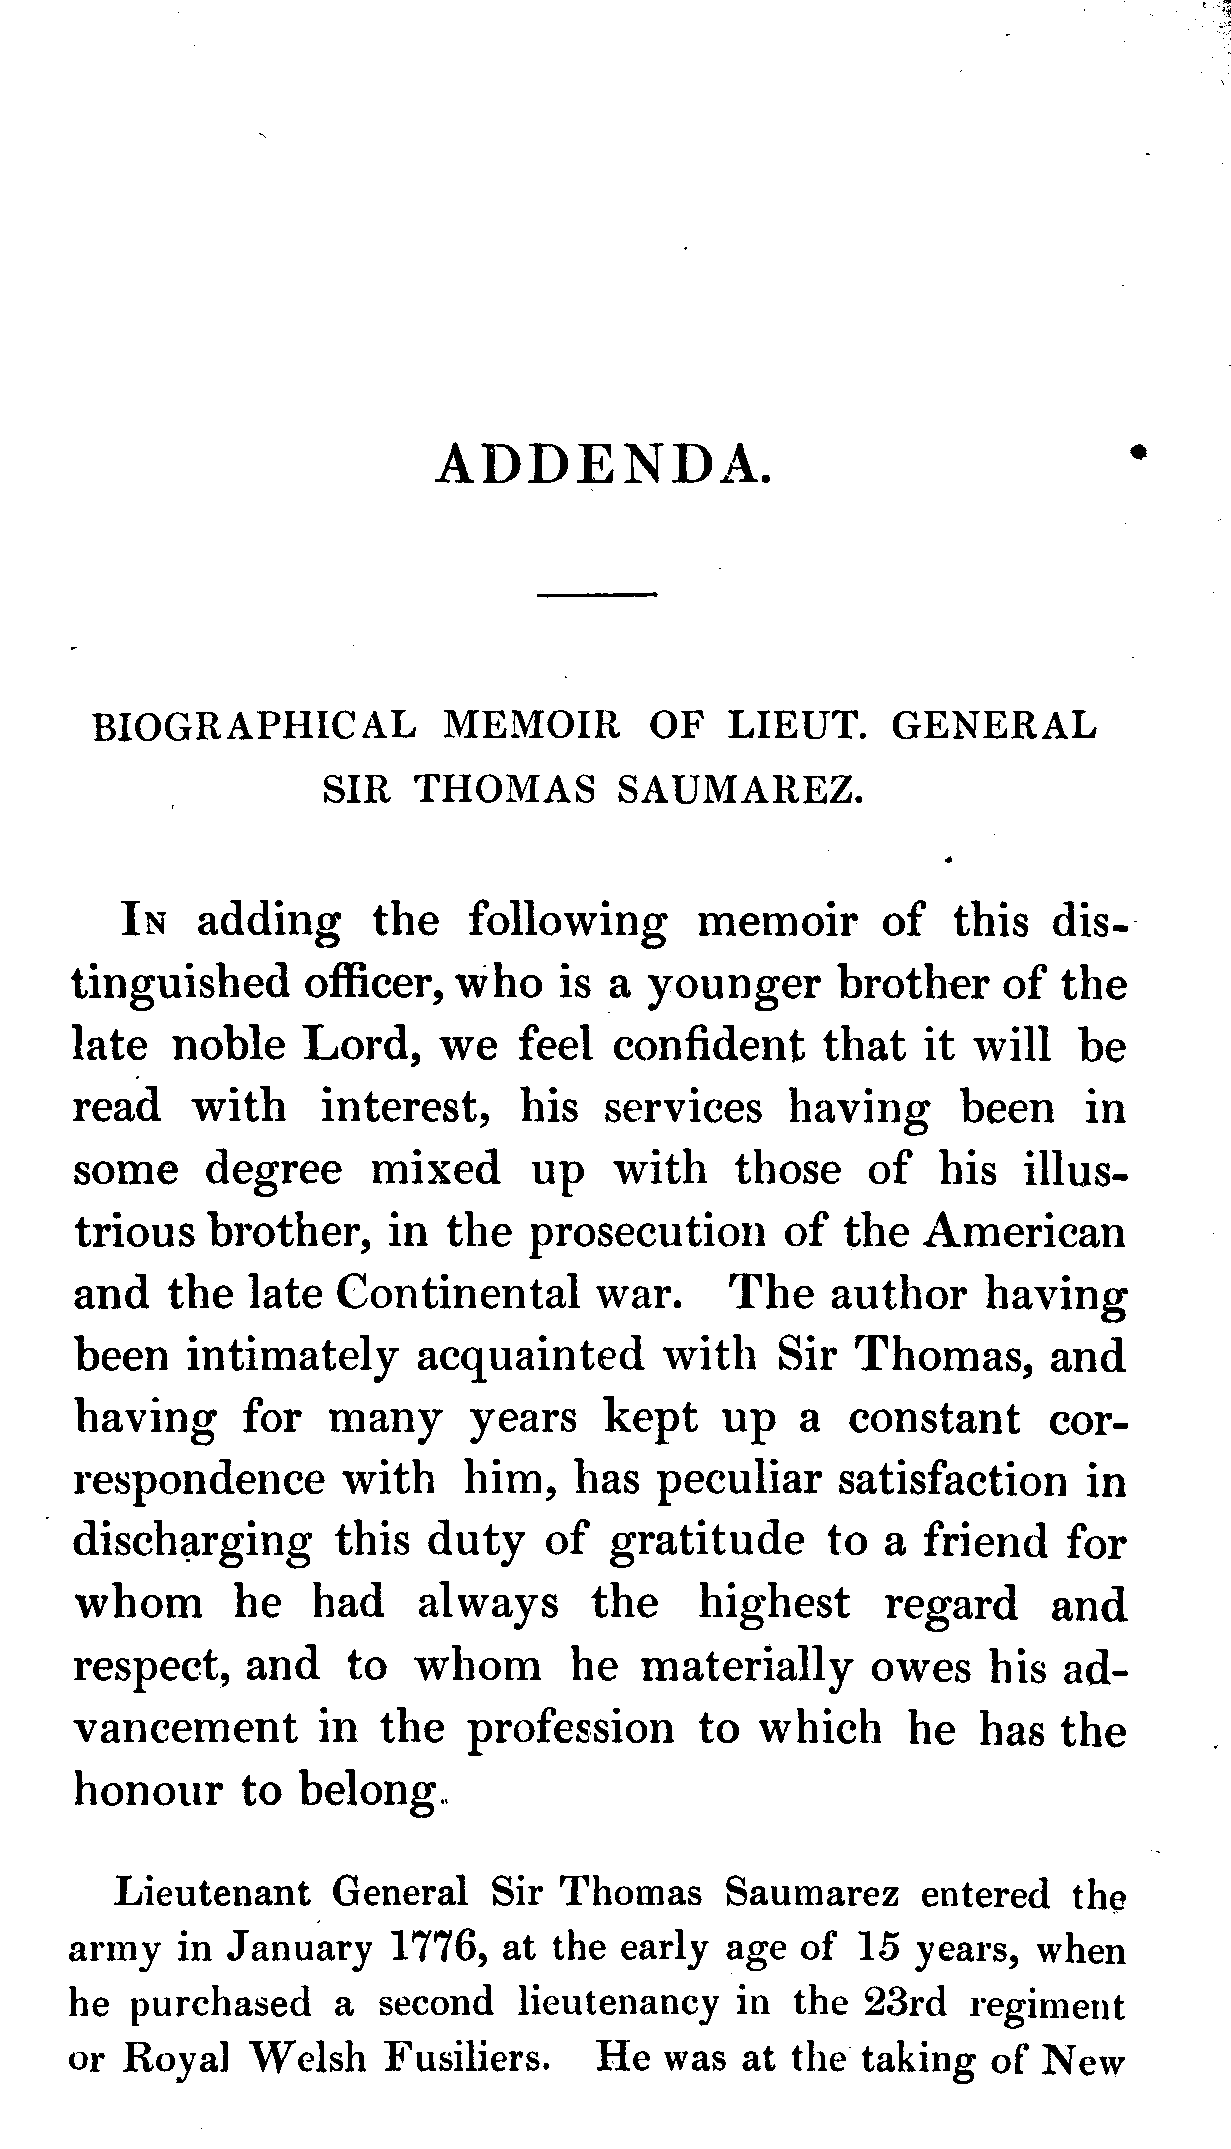 ADDENDA.
BIOGRAPHICAL MEMOIR OF LIEUT. GENERAL
SIR THOMAS SAUMAREZ.
In adding the following memoir of this dis-
tinguished officer, who is a younger brother of the
late noble Lord, we feel confident that it will be
read with interest, his services having been in
some degree mixed up with those of his illus-
trious brother, in the prosecution of the American
and the late Continental war. The author having
been intimately acquainted with Sir Thomas, and
having for many years kept up a constant cor-
respondence with him, has peculiar satisfaction in
discharging this duty of gratitude to a friend for
whom he had always the highest regard and
respect, and to whom he materially owes his ad-
vancement in the profession to which he has the
honour to belong.
Lieutenant General Sir Thomas Saumarez entered the
army in January 1776, at the early age of 15 years, when
he purchased a second lieutenancy in the 23rd regiment
or Royal Welsh Fusiliers. He was at the taking of New